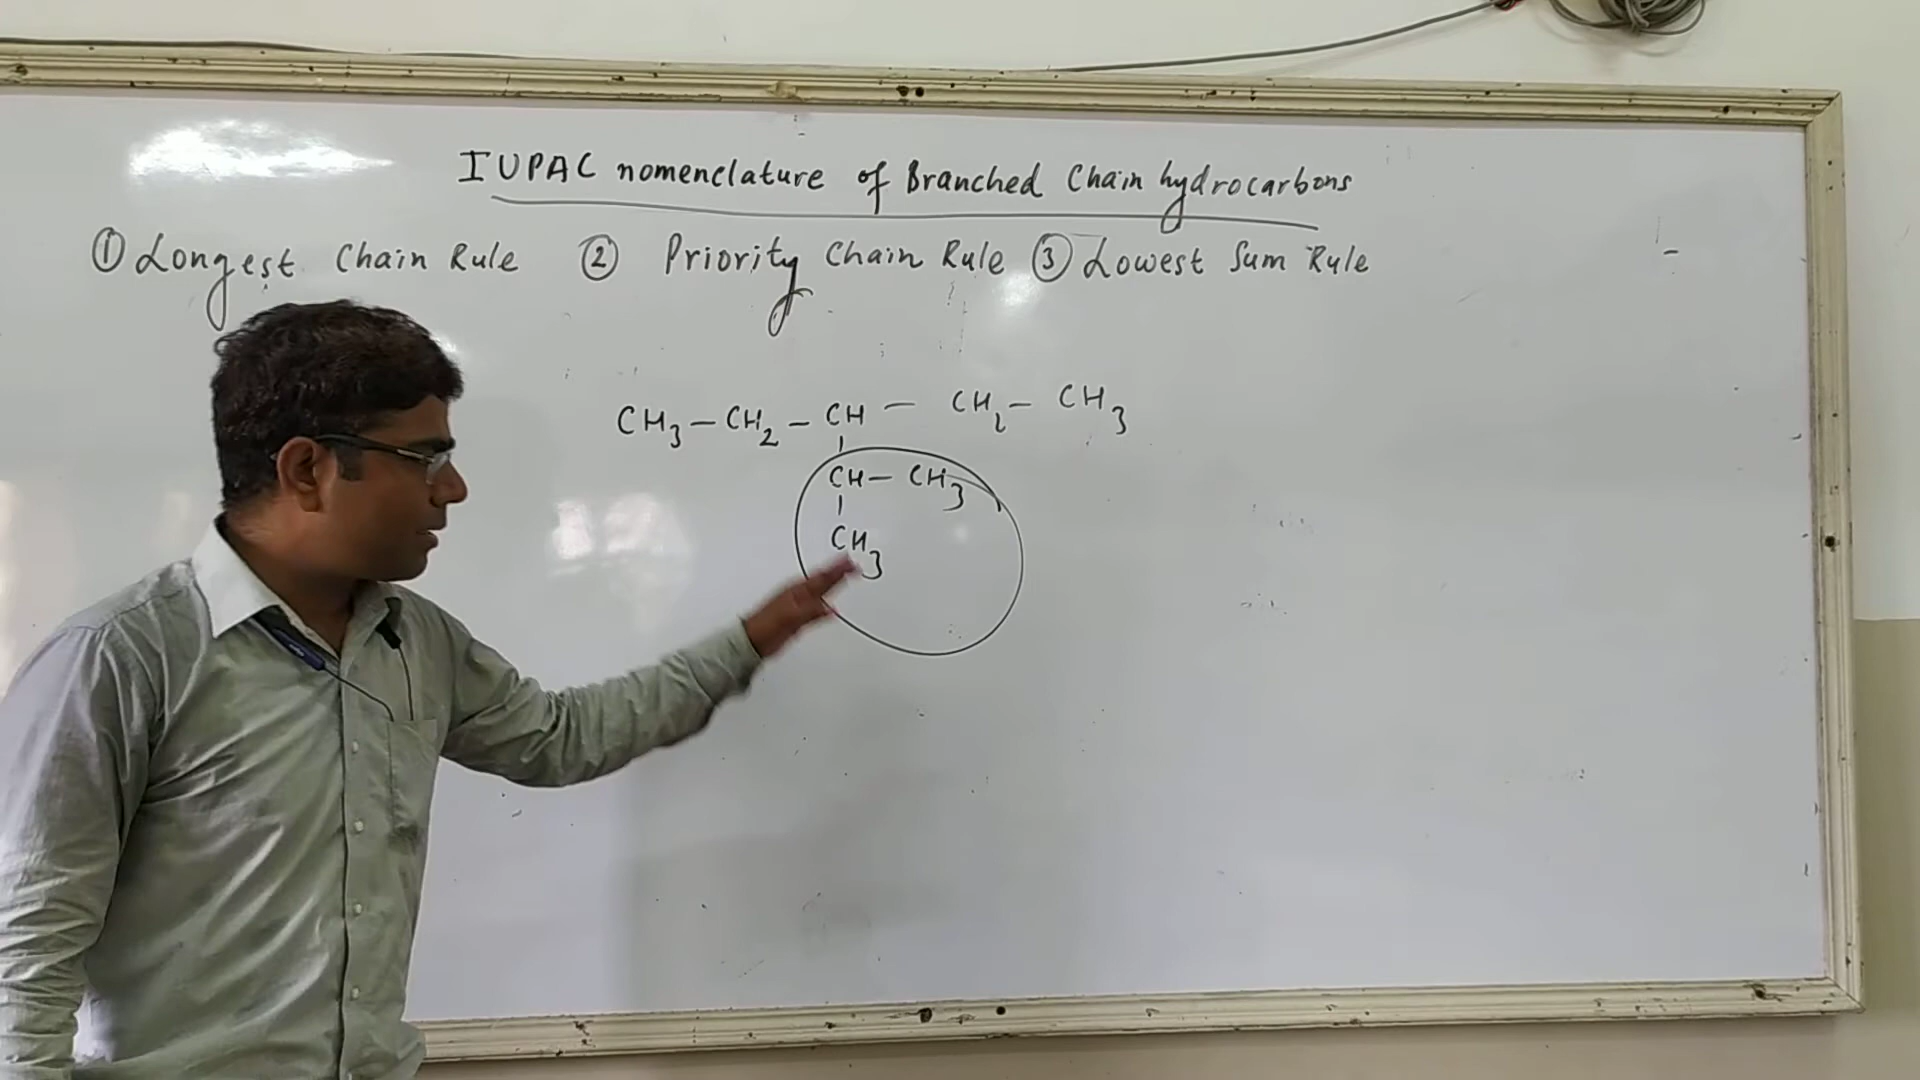 IUPAC nomenclature of Branched Chain hydrocarbons
① Longest Chain Rule ② Priority Chain Rule ③ Lowest Sum Rule
CH₃ — CH₂ — CH — CH₂ — CH₃
|
CH — CH₃
|
CH₃